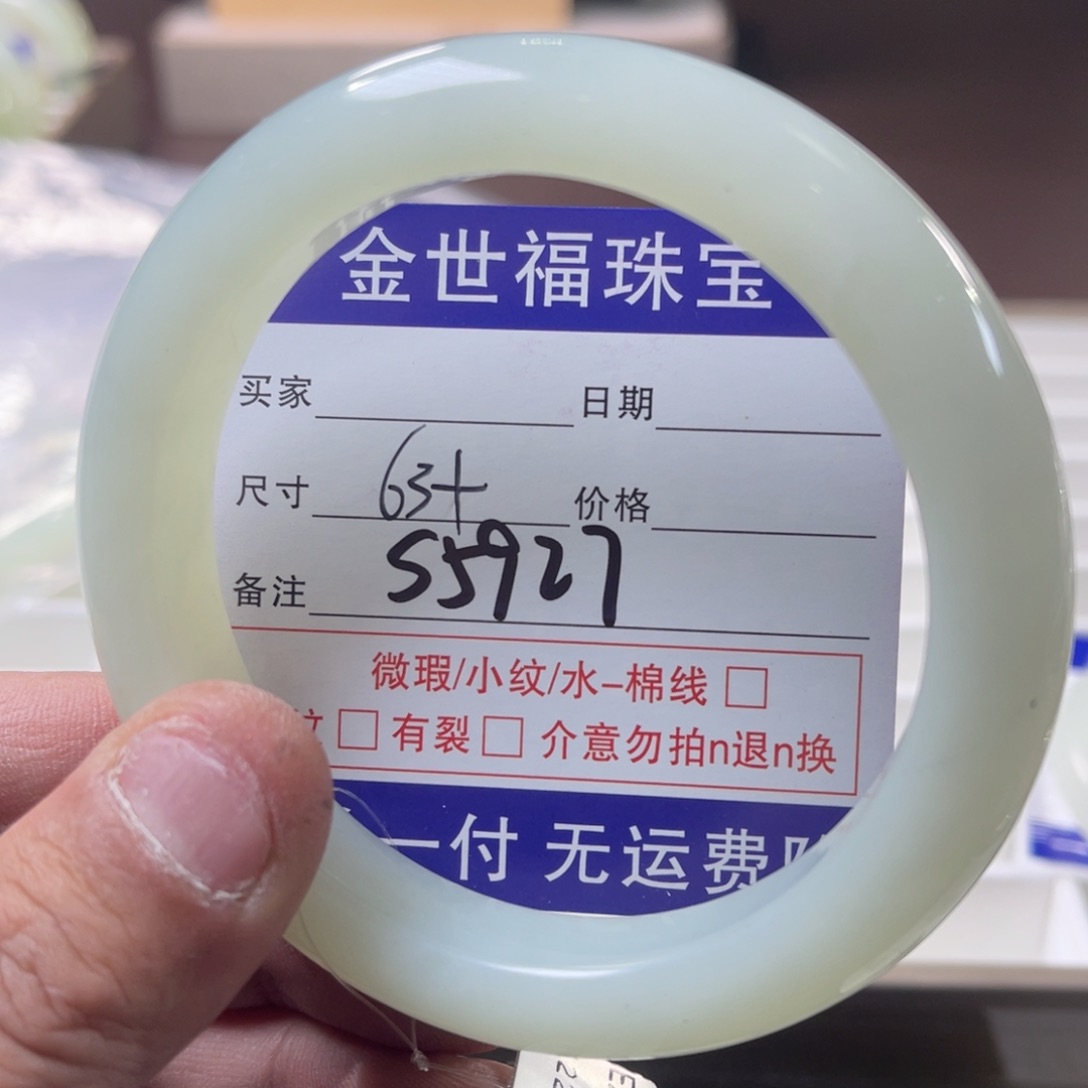 金世福珠宝
买家 日期
尺寸 63+ 价格
备注 S5927
微瑕/小纹/水-棉线 □
纹 □ 有裂 □ 介意勿拍n退n换
一付 无运费